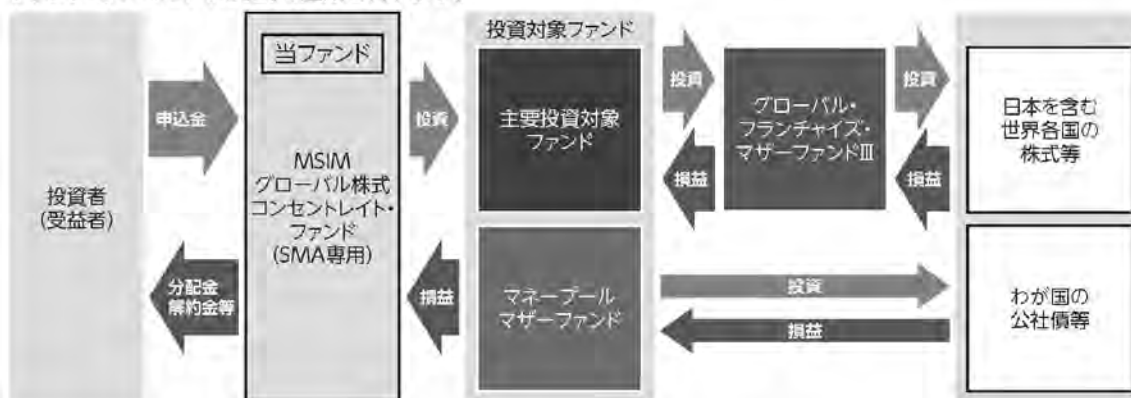 投資者
(受益者)
申込金
分配金
解約金等
当ファンド
MSIM
グローバル株式
コンセントレイト・
ファンド
(SMA専用)
投資
損益
投資対象ファンド
主要投資対象
ファンド
マネープール
マザーファンド
投資
損益
グローバル・
フランチャイズ・
マザーファンドⅢ
投資
損益
投資
損益
日本を含む
世界各国の
株式等
わが国の
公社債等